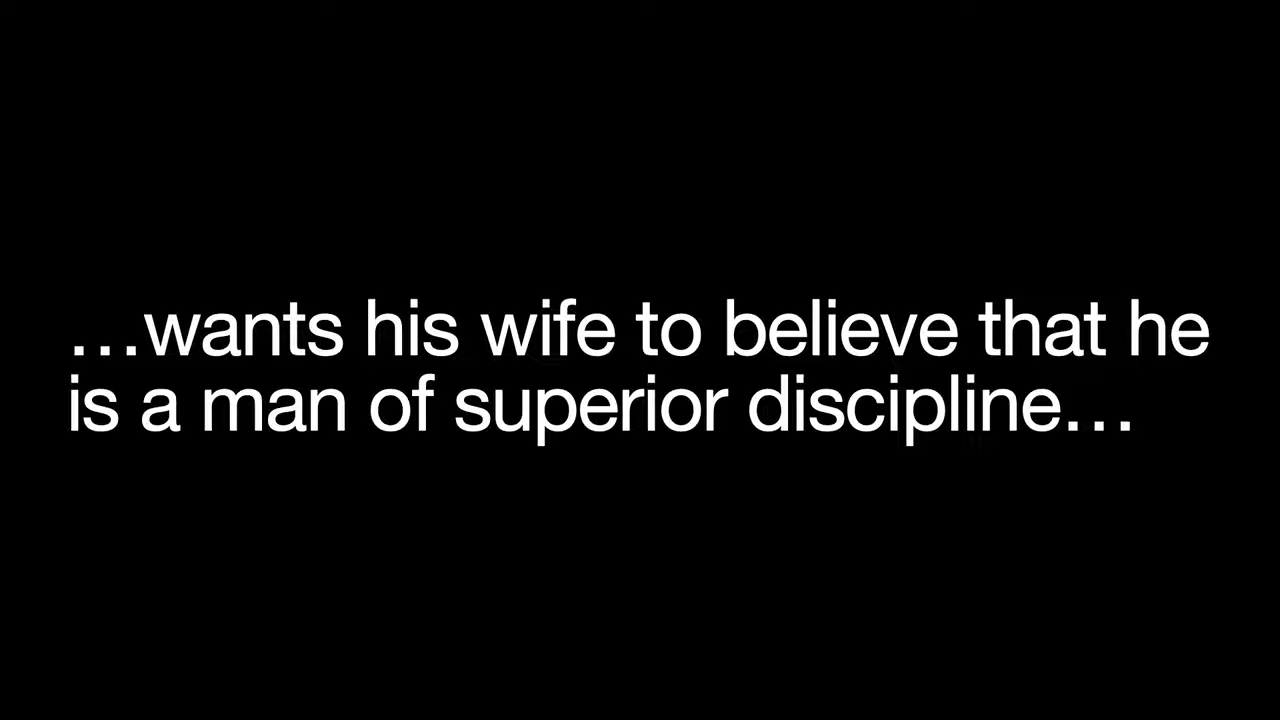 …wants his wife to believe that he
is a man of superior discipline…